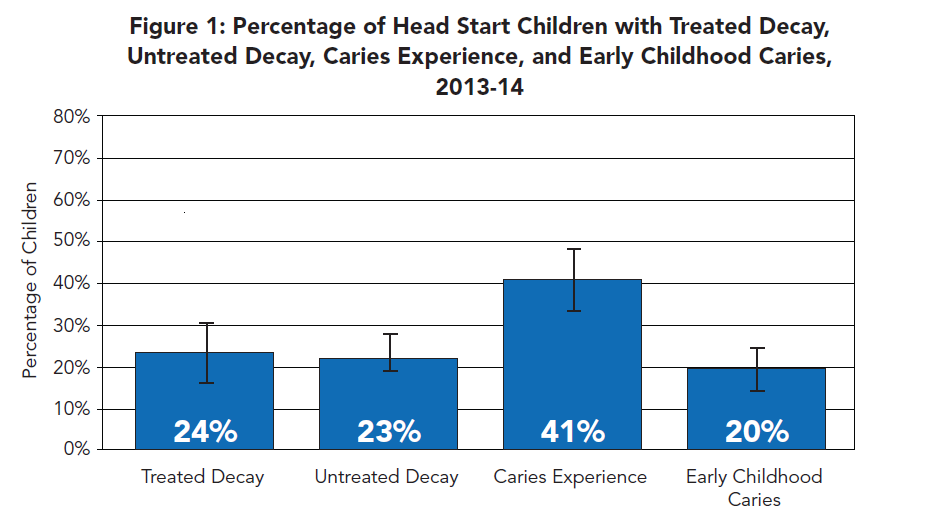 Figure 1: Percentage of Head Start Children with Treated Decay,
Untreated Decay, Caries Experience, and Early Childhood Caries,
2013-14
80%
70%
60%
50%
40%
30%
20%
10%
0%
Percentage of Children
24%
23%
41%
20%
Treated Decay
Untreated Decay
Caries Experience
Early Childhood
Caries